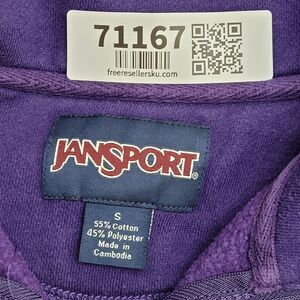 71167
freeresellersku.com
JANSPORT
S
55% Cotton
45% Polyester
Made in
Cambodia